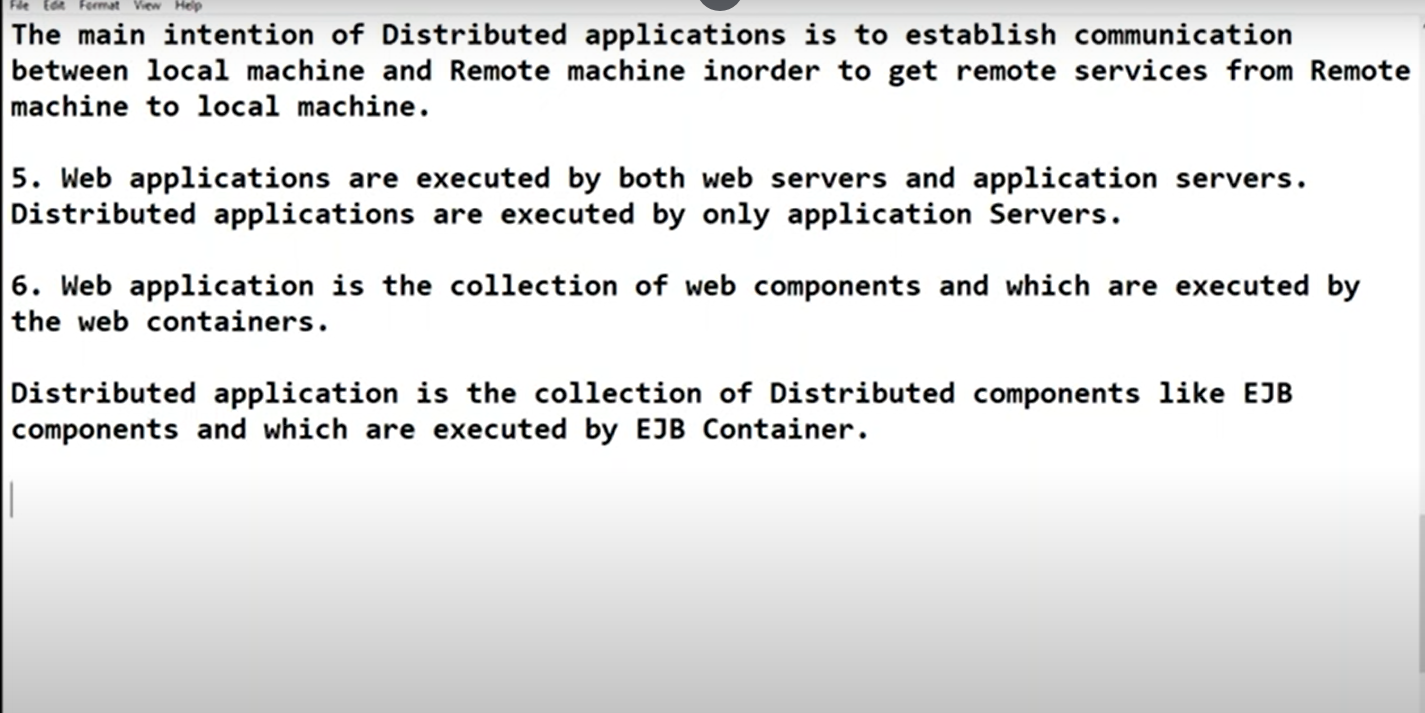 File Edit Format View Help
The main intention of Distributed applications is to establish communication
between local machine and Remote machine inorder to get remote services from Remote
machine to local machine.
5. Web applications are executed by both web servers and application servers.
Distributed applications are executed by only application Servers.
6. Web application is the collection of web components and which are executed by
the web containers.
Distributed application is the collection of Distributed components like EJB
components and which are executed by EJB Container.